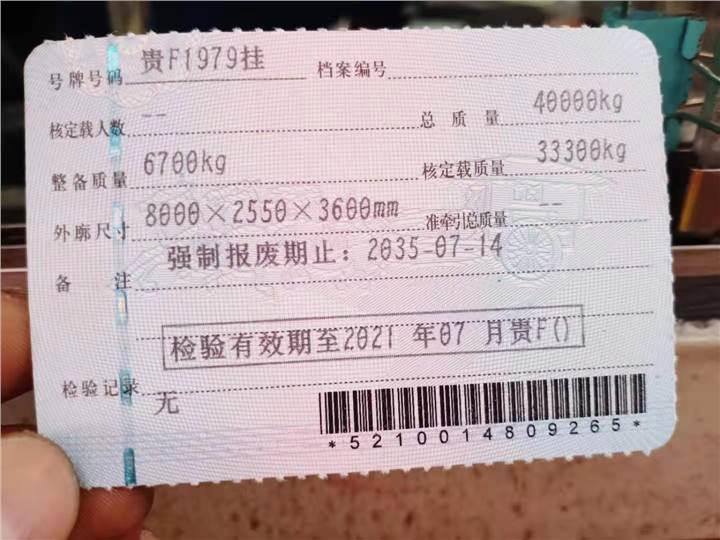 号牌号码 贵F1979挂 档案编号
核定载人数 -- 总质量 40000kg
整备质量 6700kg 核定载质量 33300kg
外廓尺寸 8000×2550×3600mm 准牵引总质量 --
备注 强制报废期止：2035-07-14
检验有效期至2021 年07 月贵F()
检验记录 无
*5210014809265*